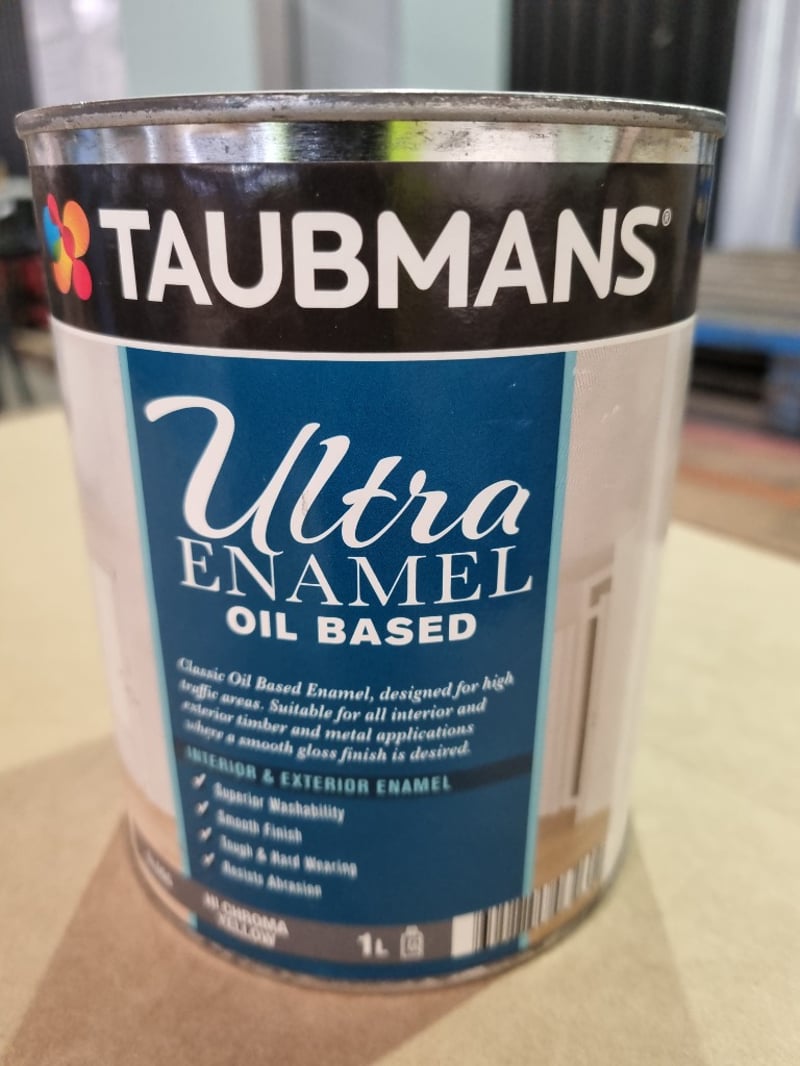 TAUBMANS®
Ultra
ENAMEL
OIL BASED
Classic Oil Based Enamel, designed for high
traffic areas. Suitable for all interior and
exterior timber and metal applications
where a smooth gloss finish is desired.
INTERIOR & EXTERIOR ENAMEL
Superior Washability
Smooth Finish
Tough & Hard Wearing
Resists Abrasion
HI CHROMA
YELLOW
1L